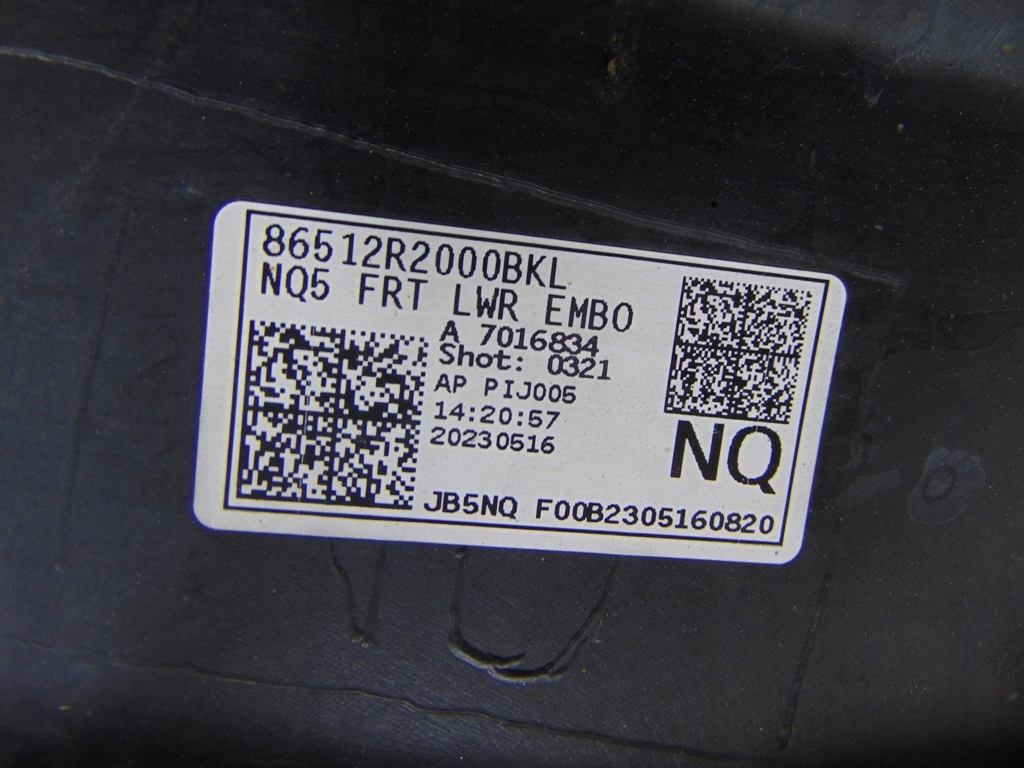 86512R2000BKL
NQ5 FRT LWR EMBO
A 7016834
Shot: 0321
AP PIJ005
14:20:57
20230516
NQ
JB5NQ F00B2305160820